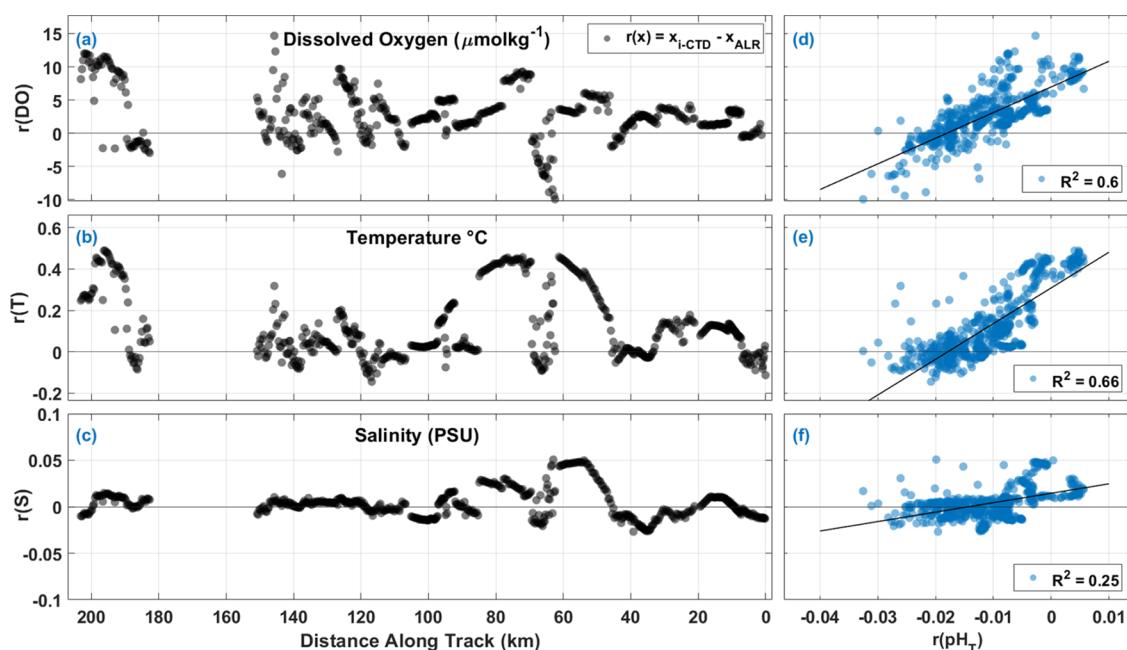 (a)
Dissolved Oxygen (μmolkg⁻¹)
r(x) = x_i-CTD - x_ALR
r(DO)
15
10
5
0
-5
-10
(d)
R² = 0.6
(b)
Temperature °C
r(T)
0.6
0.4
0.2
0
-0.2
(e)
R² = 0.66
(c)
Salinity (PSU)
r(S)
0.1
0.05
0
-0.05
-0.1
(f)
R² = 0.25
200 180 160 140 120 100 80 60 40 20 0
Distance Along Track (km)
-0.04 -0.03 -0.02 -0.01 0 0.01
r(pH_T)